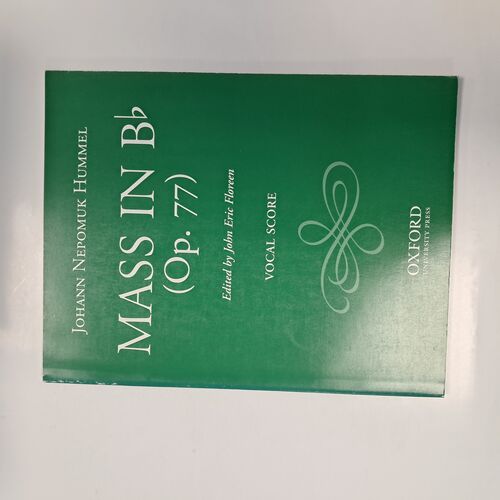 JOHANN NEPOMUK HUMMEL
MASS IN B♭
(Op. 77)
Edited by John Eric Floreen
VOCAL SCORE
OXFORD
UNIVERSITY PRESS